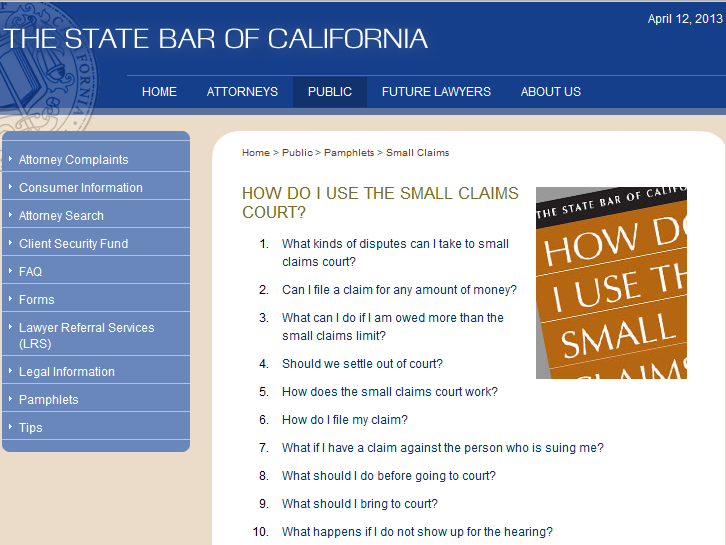 April 12, 2013
THE STATE BAR OF CALIFORNIA
HOME ATTORNEYS PUBLIC FUTURE LAWYERS ABOUT US
Attorney Complaints
Consumer Information
Attorney Search
Client Security Fund
FAQ
Forms
Lawyer Referral Services
(LRS)
Legal Information
Pamphlets
Tips
Home > Public > Pamphlets > Small Claims
HOW DO I USE THE SMALL CLAIMS
COURT?
1. What kinds of disputes can I take to small
claims court?
2. Can I file a claim for any amount of money?
3. What can I do if I am owed more than the
small claims limit?
4. Should we settle out of court?
5. How does the small claims court work?
6. How do I file my claim?
7. What if I have a claim against the person who is suing me?
8. What should I do before going to court?
9. What should I bring to court?
10. What happens if I do not show up for the hearing?
THE STATE BAR OF CALIF
HOW DO
I USE TH
SMALL
CLAIMS